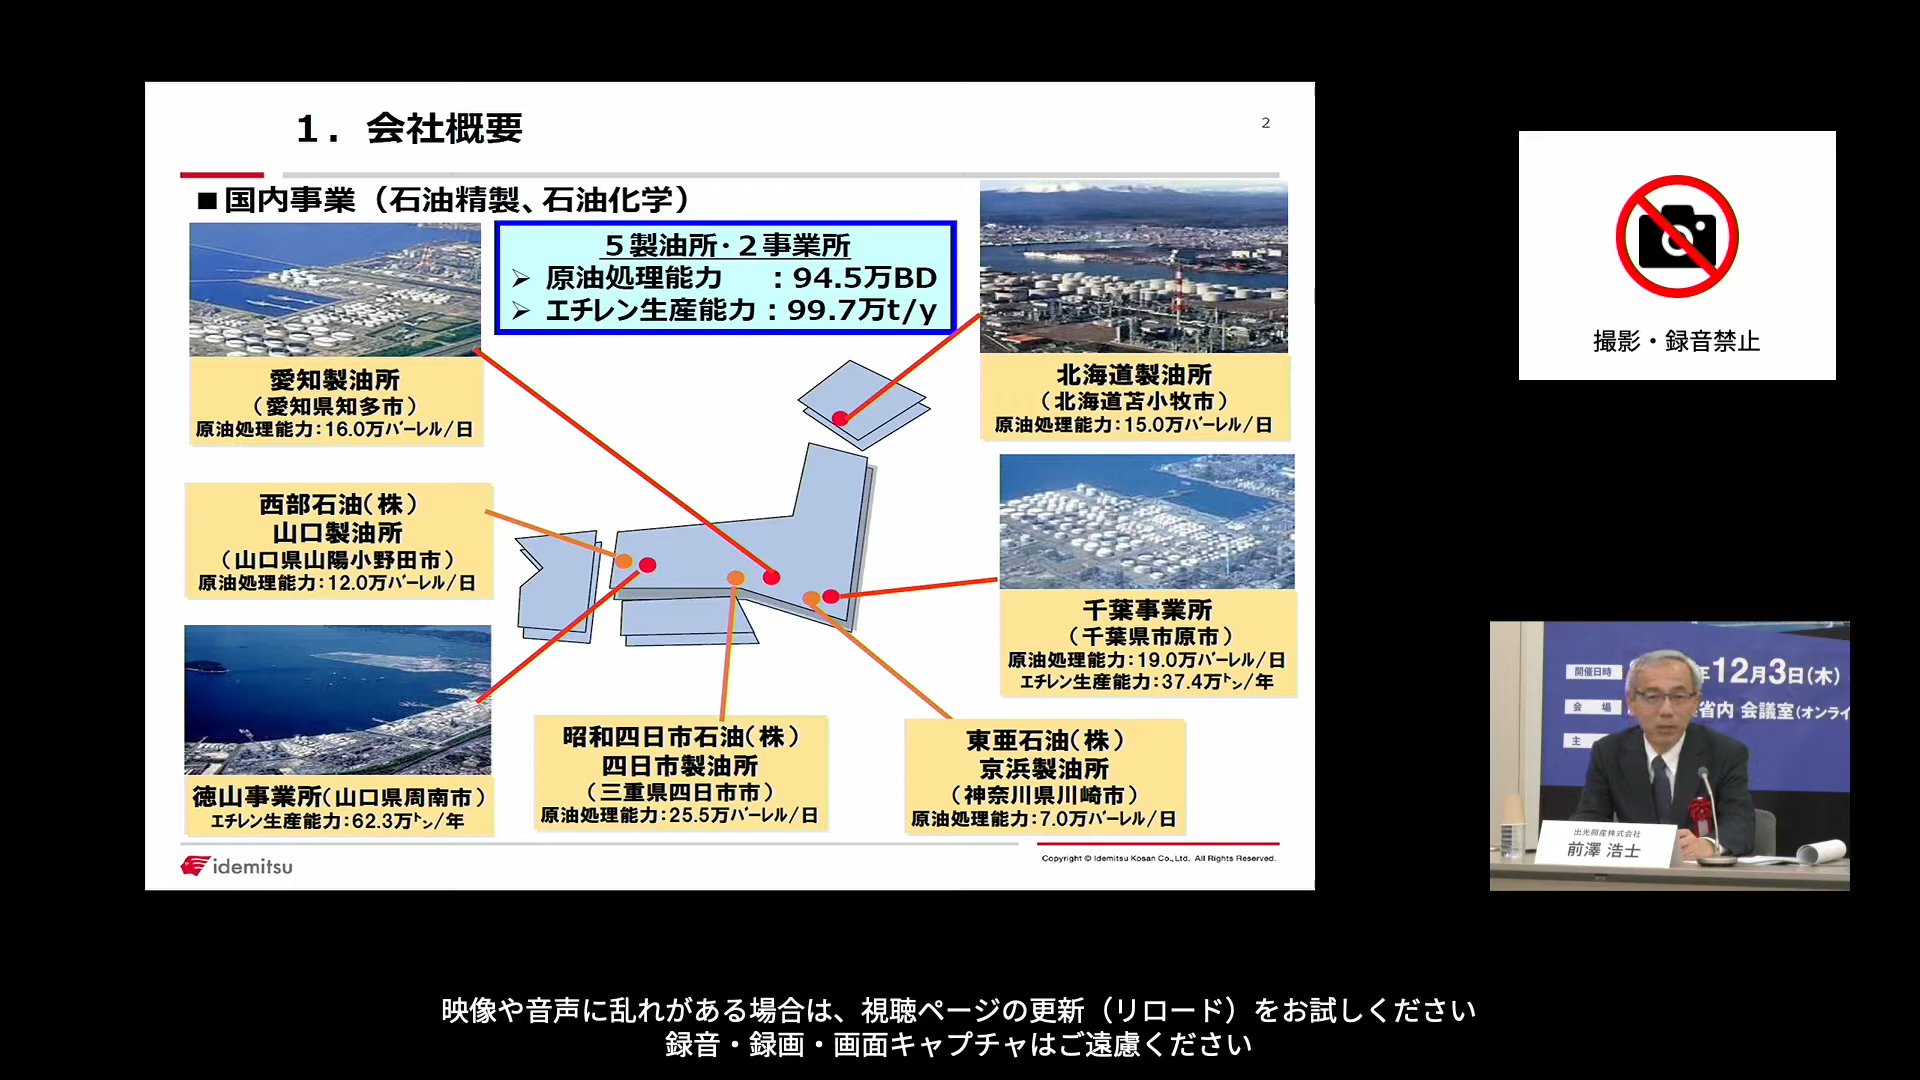 1．会社概要
2
■国内事業（石油精製、石油化学）
5製油所・2事業所
➢ 原油処理能力　：94.5万BD
➢ エチレン生産能力：99.7万t/y
愛知製油所
（愛知県知多市）
原油処理能力：16.0万バーレル/日
北海道製油所
（北海道苫小牧市）
原油処理能力：15.0万バーレル/日
西部石油（株）
山口製油所
（山口県山陽小野田市）
原油処理能力：12.0万バーレル/日
千葉事業所
（千葉県市原市）
原油処理能力：19.0万バーレル/日
エチレン生産能力：37.4万トン/年
徳山事業所（山口県周南市）
エチレン生産能力：62.3万トン/年
昭和四日市石油（株）
四日市製油所
（三重県四日市市）
原油処理能力：25.5万バーレル/日
東亜石油（株）
京浜製油所
（神奈川県川崎市）
原油処理能力：7.0万バーレル/日
idemitsu
Copyright © Idemitsu Kosan Co.,Ltd. All Rights Reserved.
撮影・録音禁止
開催日時
年12月3日（木）
会　場
省内 会議室（オンライ
主
出光興産株式会社
前澤 浩士
映像や音声に乱れがある場合は、視聴ページの更新（リロード）をお試しください
録音・録画・画面キャプチャはご遠慮ください